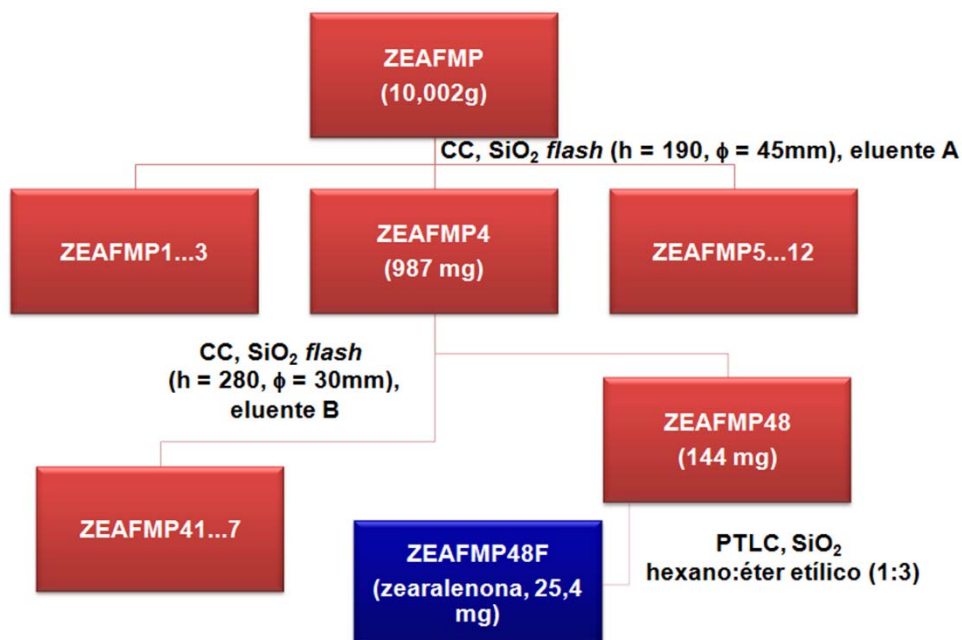 ZEAFMP
(10,002g)
CC, SiO₂ flash (h = 190, ϕ = 45mm), eluente A
ZEAFMP1...3
ZEAFMP4
(987 mg)
ZEAFMP5...12
CC, SiO₂ flash
(h = 280, ϕ = 30mm),
eluente B
ZEAFMP48
(144 mg)
ZEAFMP41...7
ZEAFMP48F
(zearalenona, 25,4
mg)
PTLC, SiO₂
hexano:éter etílico (1:3)